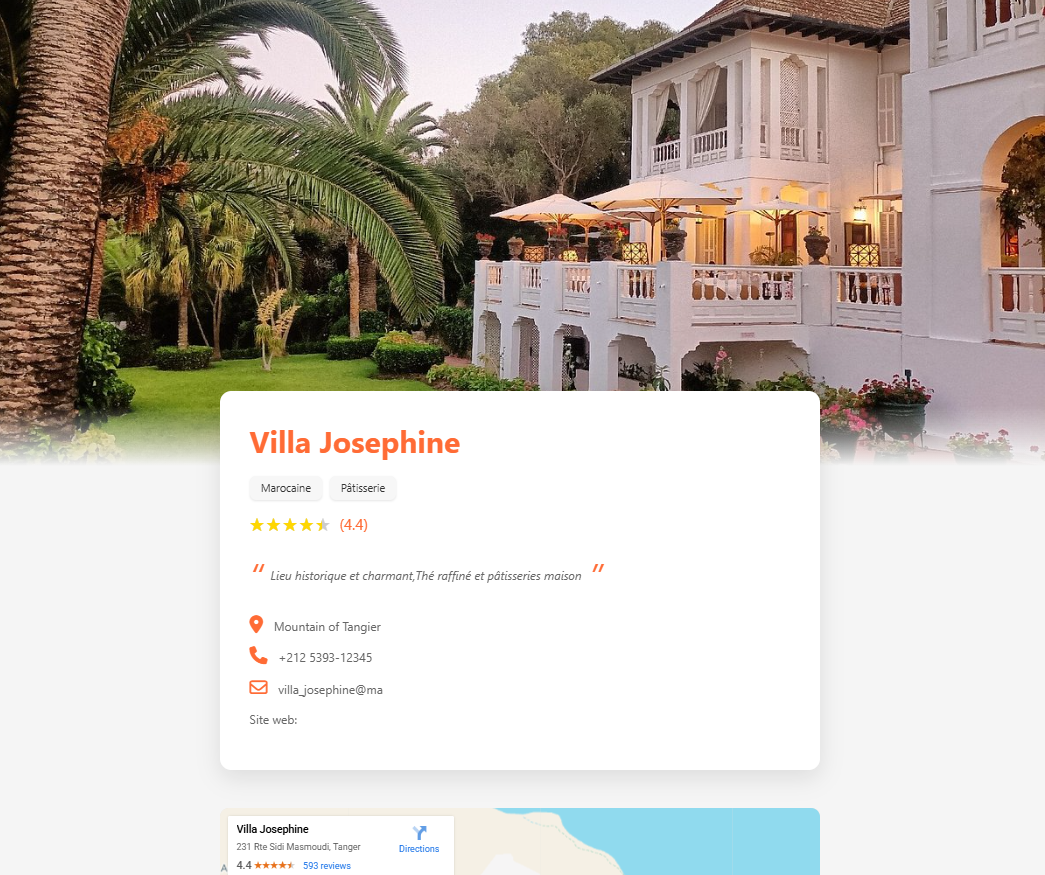 Villa Josephine
Marocaine Pâtisserie
(4.4)
“ Lieu historique et charmant,Thé raffiné et pâtisseries maison ”
Mountain of Tangier
+212 5393-12345
villa_josephine@ma
Site web:
Villa Josephine
231 Rte Sidi Masmoudi, Tanger
Directions
4.4 593 reviews
A